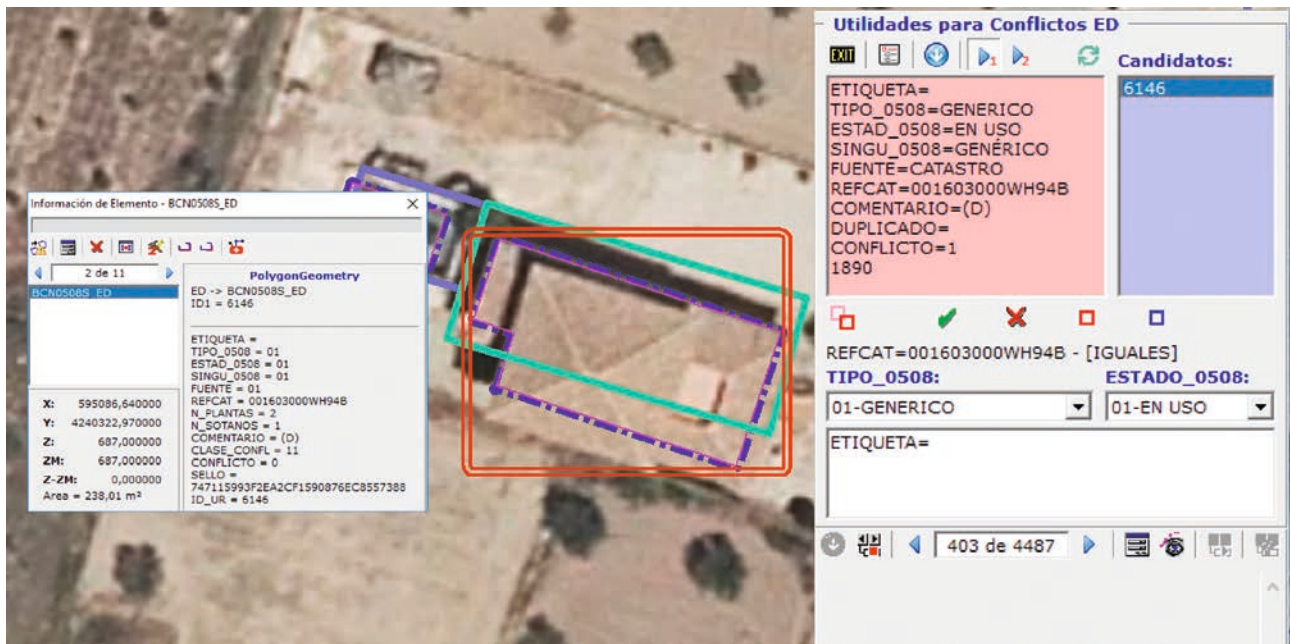 Información de Elemento - BCN0508S_ED
2 de 11
BCN0508S_ED
X: 595086,640000
Y: 4240322,970000
Z: 687,000000
ZM: 687,000000
Z-ZM: 0,000000
Area = 238,01 m²
PolygonGeometry
ED -> BCN0508S_ED
ID1 = 6146
ETIQUETA =
TIPO_0508 = 01
ESTAD_0508 = 01
SINGU_0508 = 01
FUENTE = 01
REFCAT = 001603000WH94B
N_PLANTAS = 2
N_SOTANOS = 1
COMENTARIO = (D)
CLASE_CONFL = 11
CONFLICTO = 0
SELLO =
747115993F2EA2CF1590876EC8557388
ID_UR = 6146
Utilidades para Conflictos ED
EXIT
1
2
Candidatos:
ETIQUETA=
TIPO_0508=GENERICO
ESTAD_0508=EN USO
SINGU_0508=GENÉRICO
FUENTE=CATASTRO
REFCAT=001603000WH94B
COMENTARIO=(D)
DUPLICADO=
CONFLICTO=1
1890
6146
REFCAT=001603000WH94B - [IGUALES]
TIPO_0508: ESTADO_0508:
01-GENERICO 01-EN USO
ETIQUETA=
403 de 4487